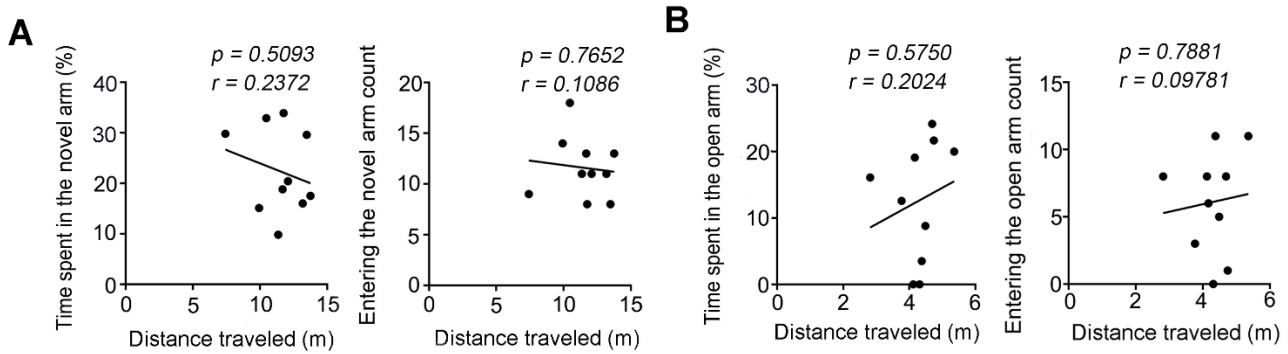 A
p = 0.5093
r = 0.2372
Time spent in the novel arm (%)
40
30
20
10
0
0 5 10 15
Distance traveled (m)
p = 0.7652
r = 0.1086
Entering the novel arm count
20
15
10
5
0
0 5 10 15
Distance traveled (m)
B
p = 0.5750
r = 0.2024
Time spent in the open arm (%)
30
20
10
0
0 2 4 6
Distance traveled (m)
p = 0.7881
r = 0.09781
Entering the open arm count
15
10
5
0
0 2 4 6
Distance traveled (m)